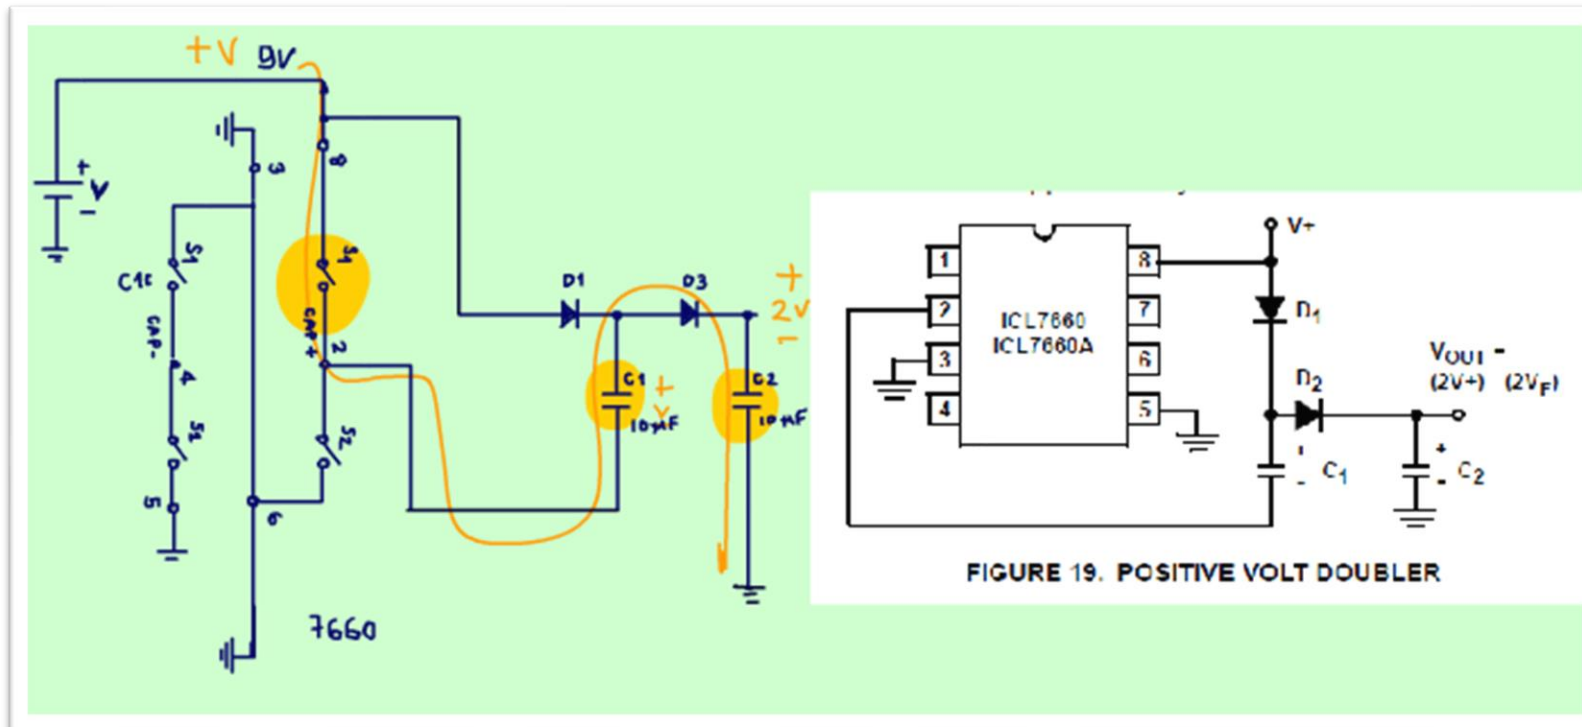 +V 9V
+
V
-
3
8
S1
S1
C1c
CAP-
CAP+
2
4
S2
S2
5
6
7660
D1
D3
C1
+
V
10µF
C2
10µF
+
2V
-
V+
1
8
2
7
ICL7660
ICL7660A
3
6
4
5
D1
D2
VOUT -
(2V+) (2VF)
+
-
C1
+
-
C2
FIGURE 19. POSITIVE VOLT DOUBLER